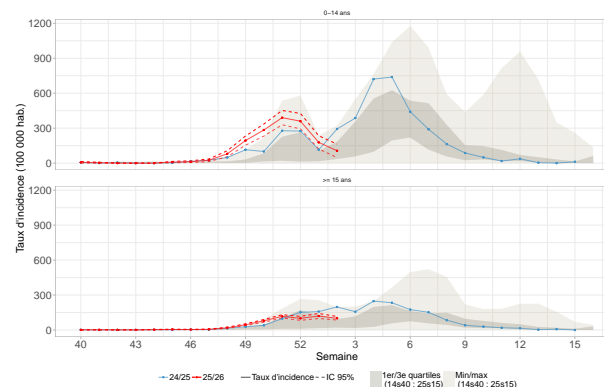 0−14 ans
1200
900
600
300
0
>= 15 ans
1200
900
600
300
0
Taux d'incidence (100 000 hab.)
40 43 46 49 52 3 6 9 12 15
Semaine
24/25 25/26 Taux d'incidence IC 95% 1er/3e quartiles (14s40 : 25s15) Min/max (14s40 : 25s15)